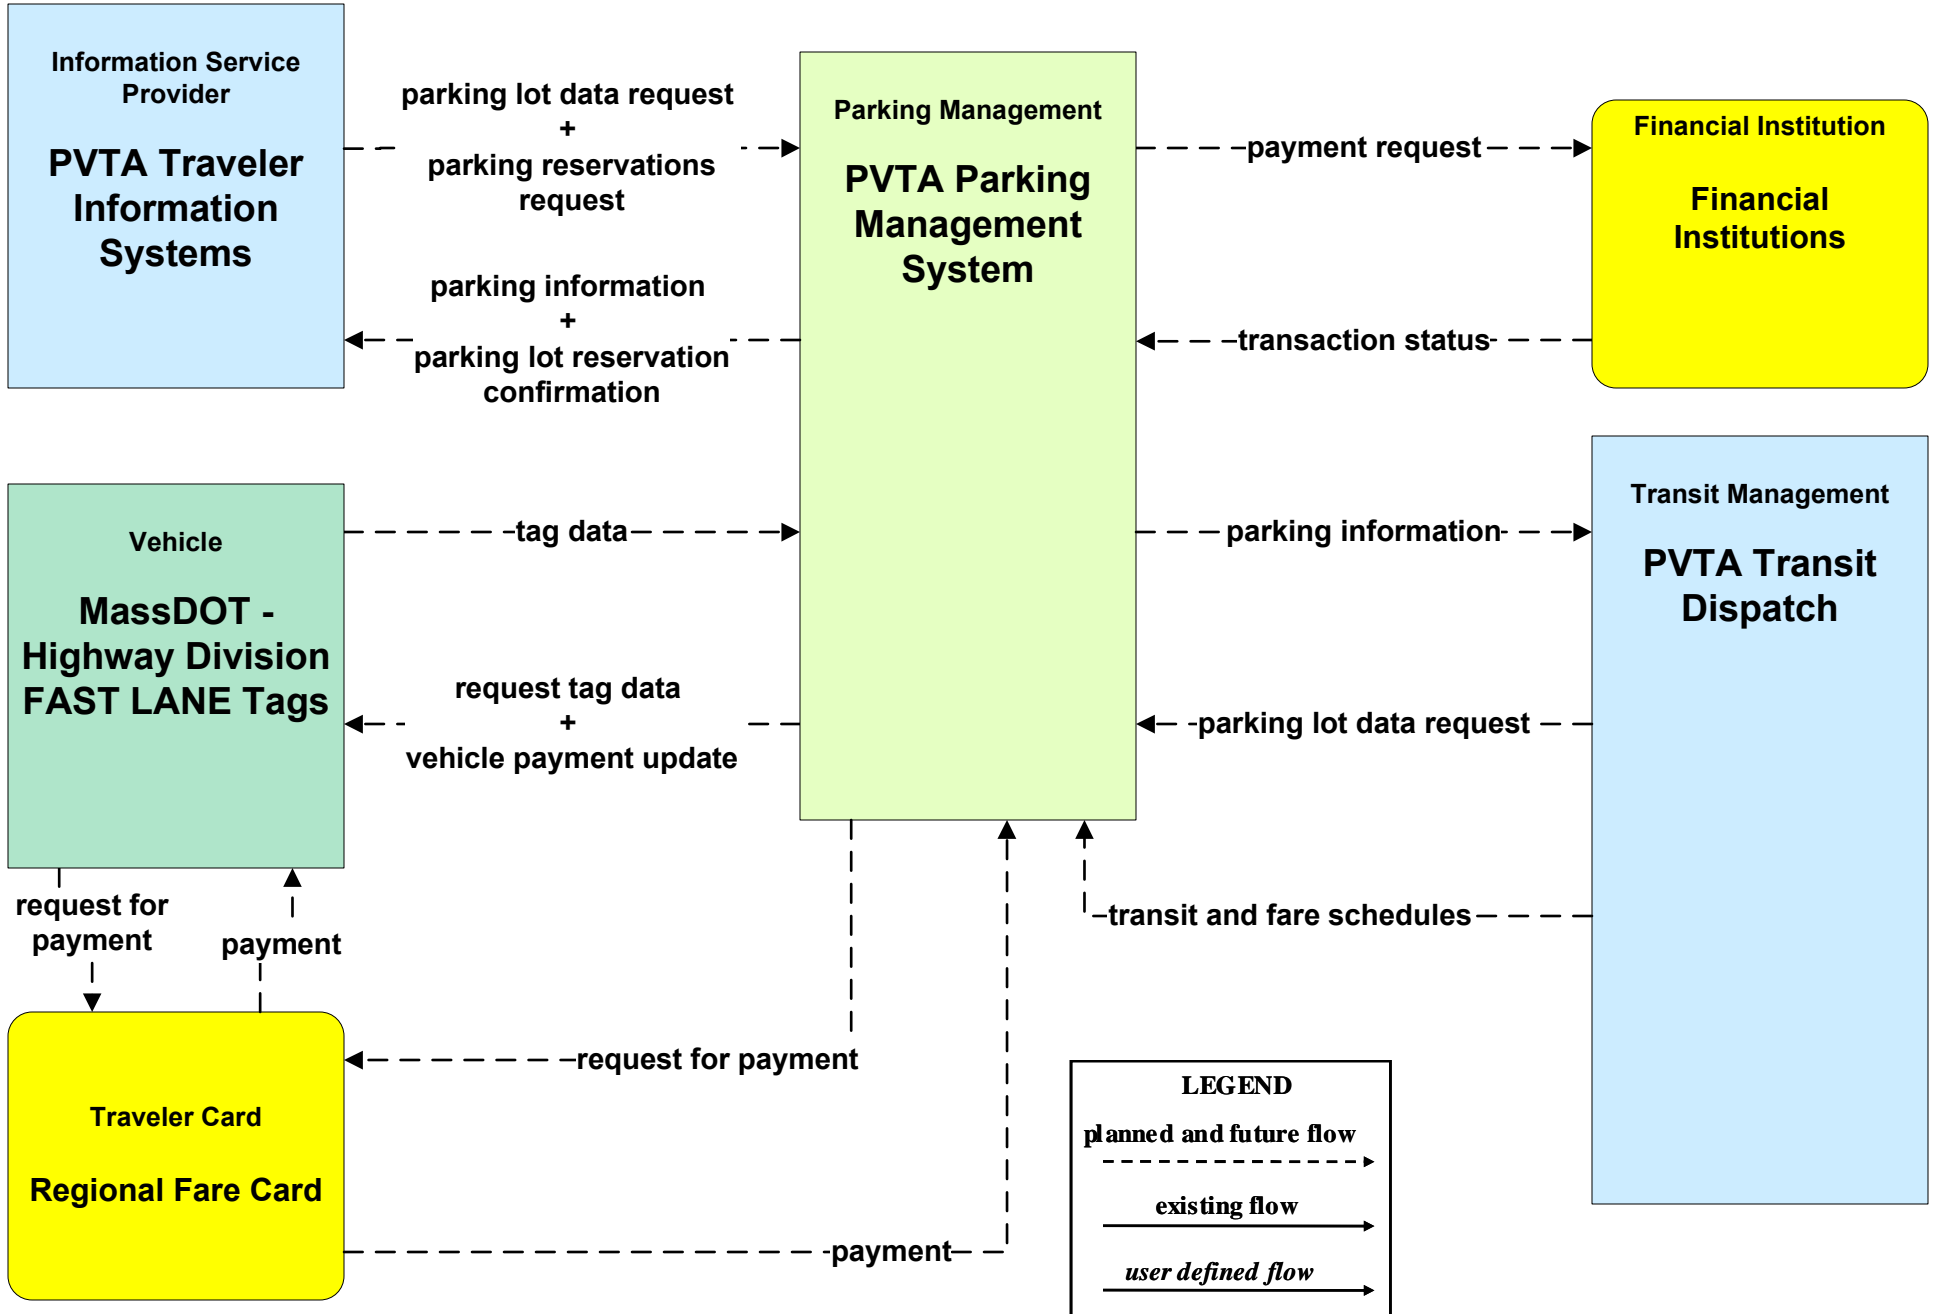 Information Service
Provider
PVTA Traveler
Information
Systems
parking lot data request
+
parking reservations
request
parking information
+
parking lot reservation
confirmation
Parking Management
PVTA Parking
Management
System
payment request
transaction status
Financial Institution
Financial
Institutions
Vehicle
MassDOT -
Highway Division
FAST LANE Tags
tag data
request tag data
+
vehicle payment update
parking information
parking lot data request
transit and fare schedules
Transit Management
PVTA Transit
Dispatch
request for
payment
payment
request for payment
payment
Traveler Card
Regional Fare Card
LEGEND
planned and future flow
existing flow
user defined flow